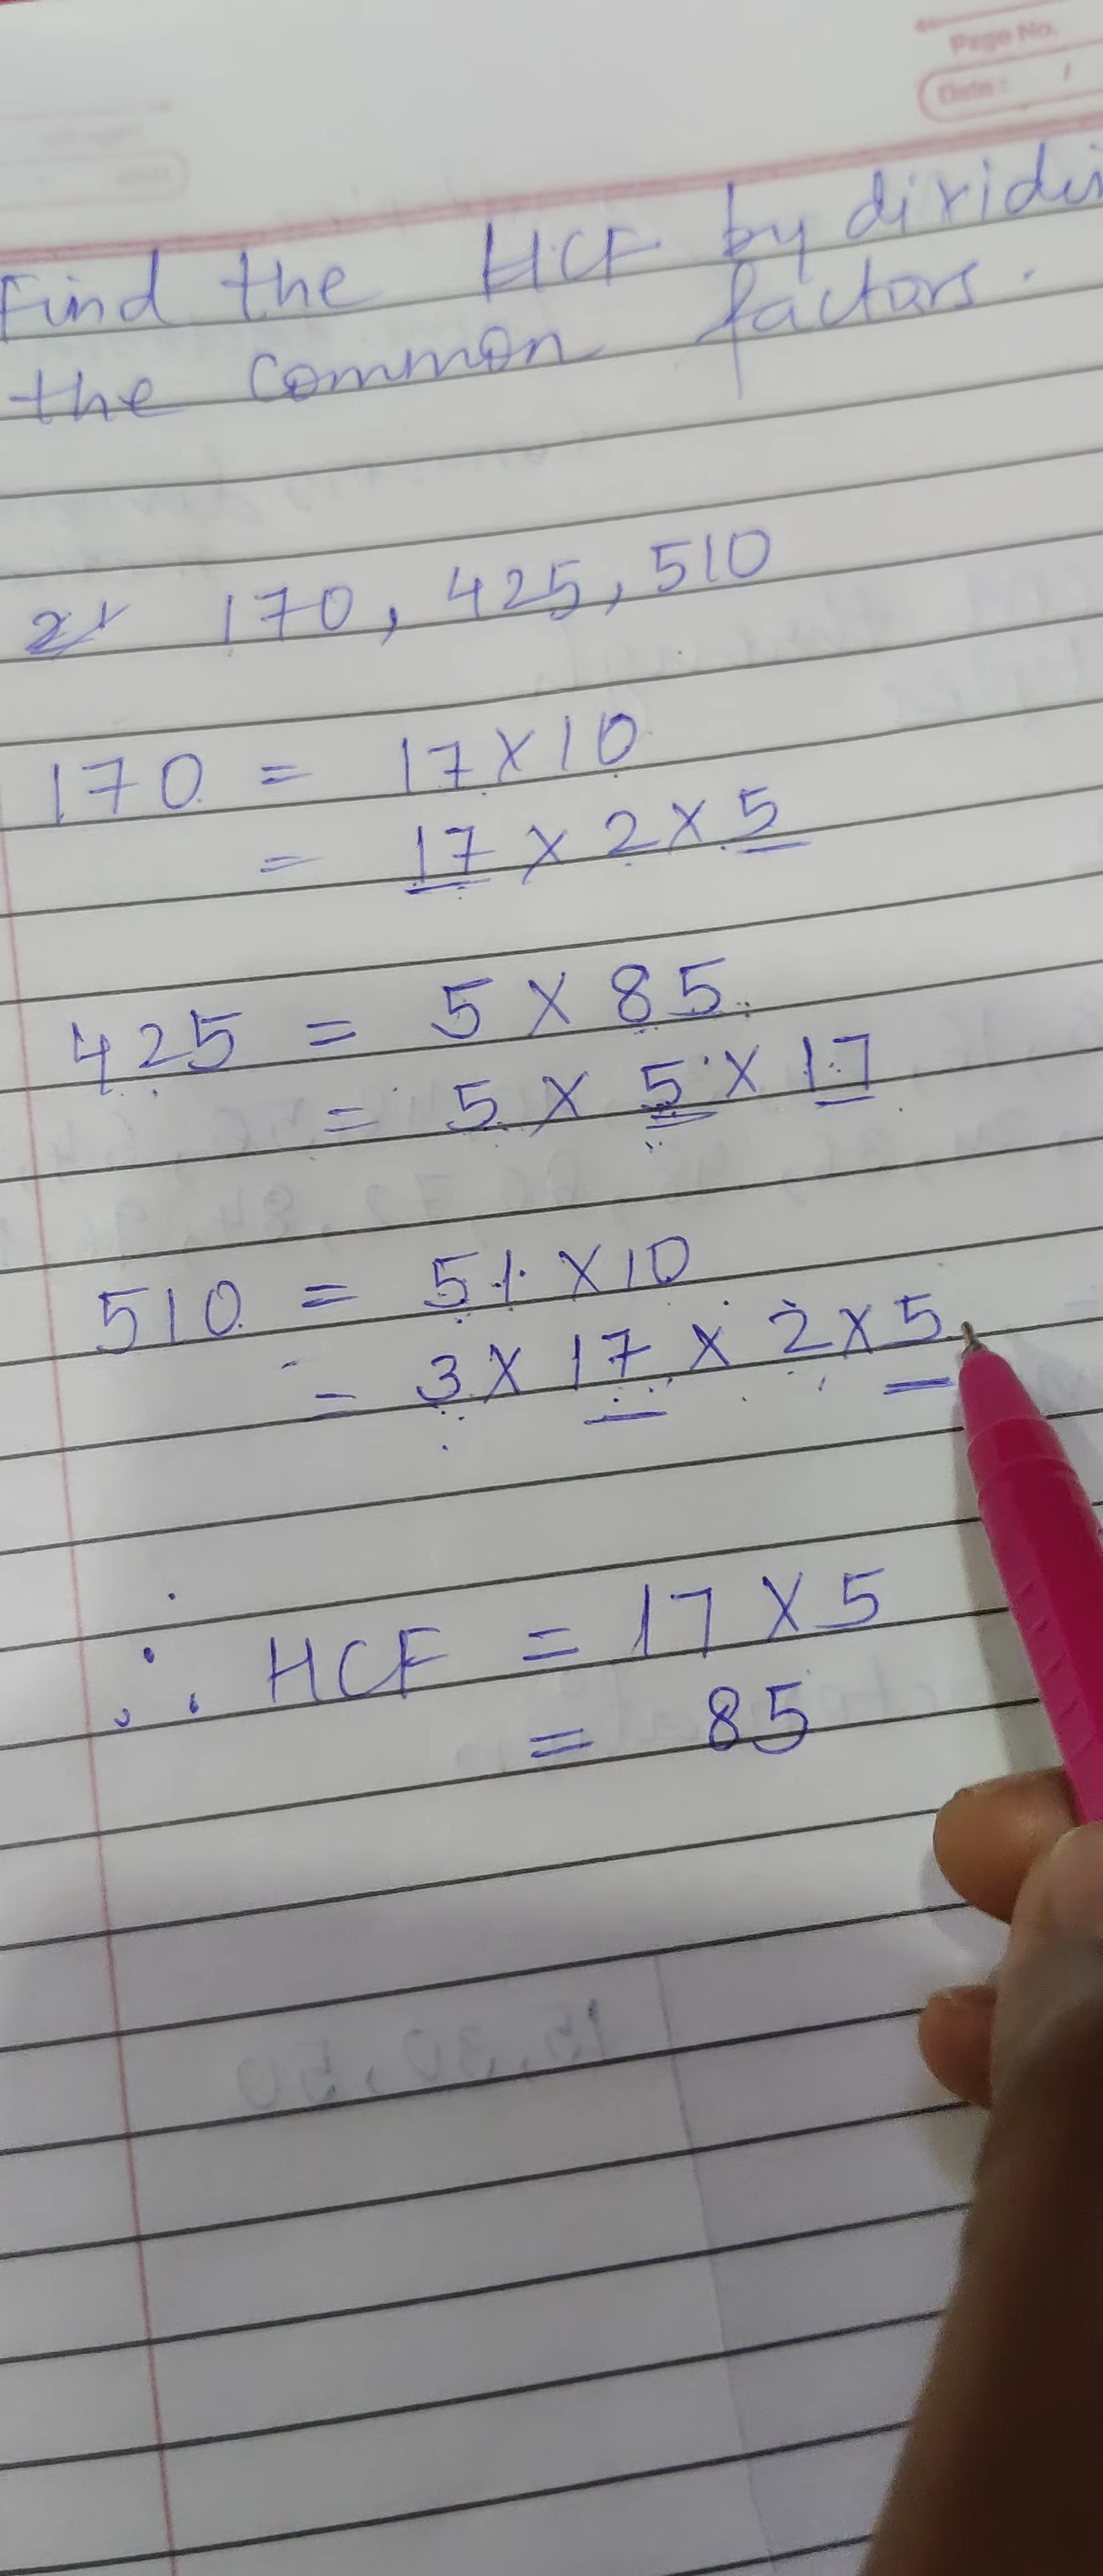 Page No.
Date: /
Find the HCF by
the common factors.
2) 170, 425, 510
170 = 17 × 10
= 17 × 2 × 5
425 = 5 × 85
= 5 × 5 × 17
510 = 51 × 10
= 3 × 17 × 2 × 5
∴ HCF = 17 × 5
= 85